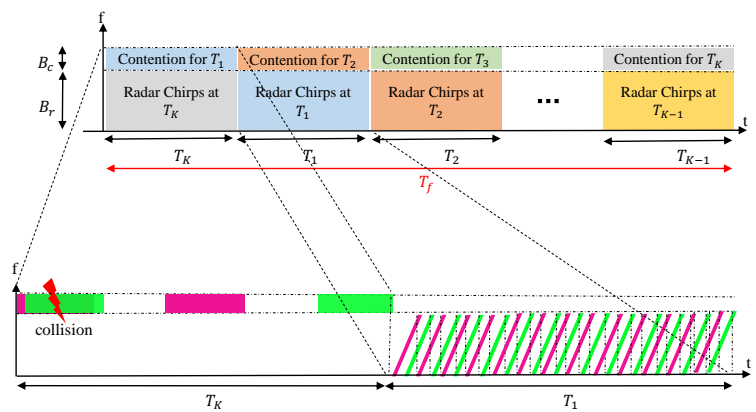 f
B_c
Contention for T_1
Contention for T_2
Contention for T_3
Contention for T_K
B_r
Radar Chirps at
T_K
Radar Chirps at
T_1
Radar Chirps at
T_2
...
Radar Chirps at
T_{K-1}
t
T_K
T_1
T_2
T_{K-1}
T_f
f
collision
t
T_K
T_1